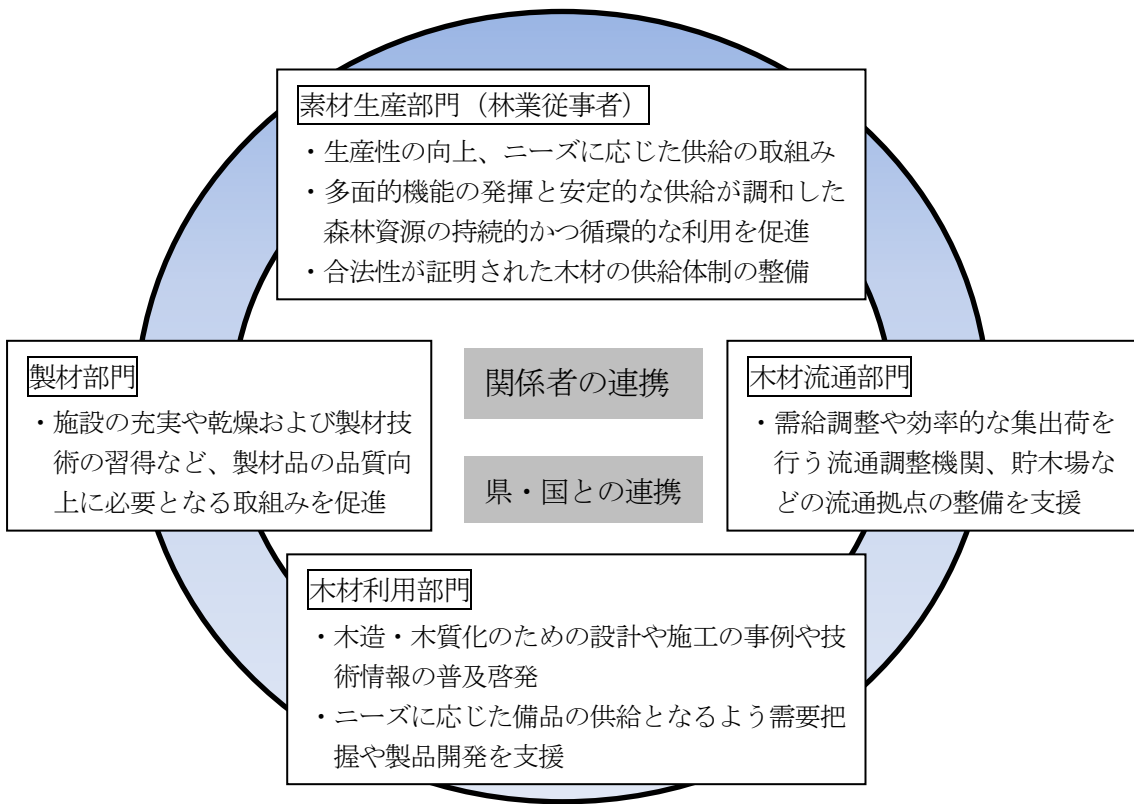 素材生産部門（林業従事者）
・生産性の向上、ニーズに応じた供給の取組み
・多面的機能の発揮と安定的な供給が調和した
森林資源の持続的かつ循環的な利用を促進
・合法性が証明された木材の供給体制の整備
製材部門
・施設の充実や乾燥および製材技
術の習得など、製材品の品質向
上に必要となる取組みを促進
関係者の連携
県・国との連携
木材流通部門
・需給調整や効率的な集出荷を
行う流通調整機関、貯木場な
どの流通拠点の整備を支援
木材利用部門
・木造・木質化のための設計や施工の事例や技
術情報の普及啓発
・ニーズに応じた備品の供給となるよう需要把
握や製品開発を支援